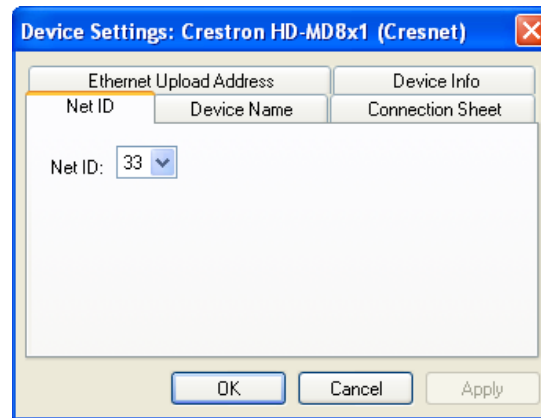 Device Settings: Crestron HD-MD8x1 (Cresnet)
Ethernet Upload Address Device Info
Net ID Device Name Connection Sheet
Net ID: 33
OK Cancel Apply